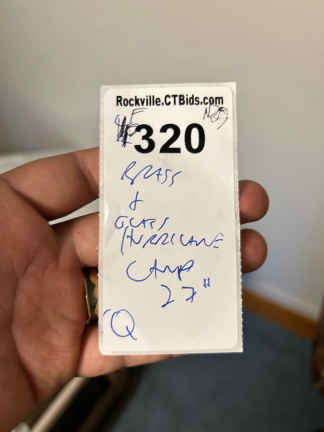 Rockville.CTBids.com
320
BRASS
&
GLASS
HURRICANE
LAMP
27"
Q